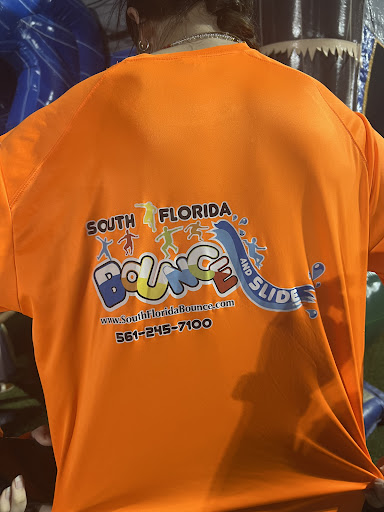 SOUTH FLORIDA
BOUNCE
AND SLIDE
www.SouthFloridaBounce.com
561-245-7100